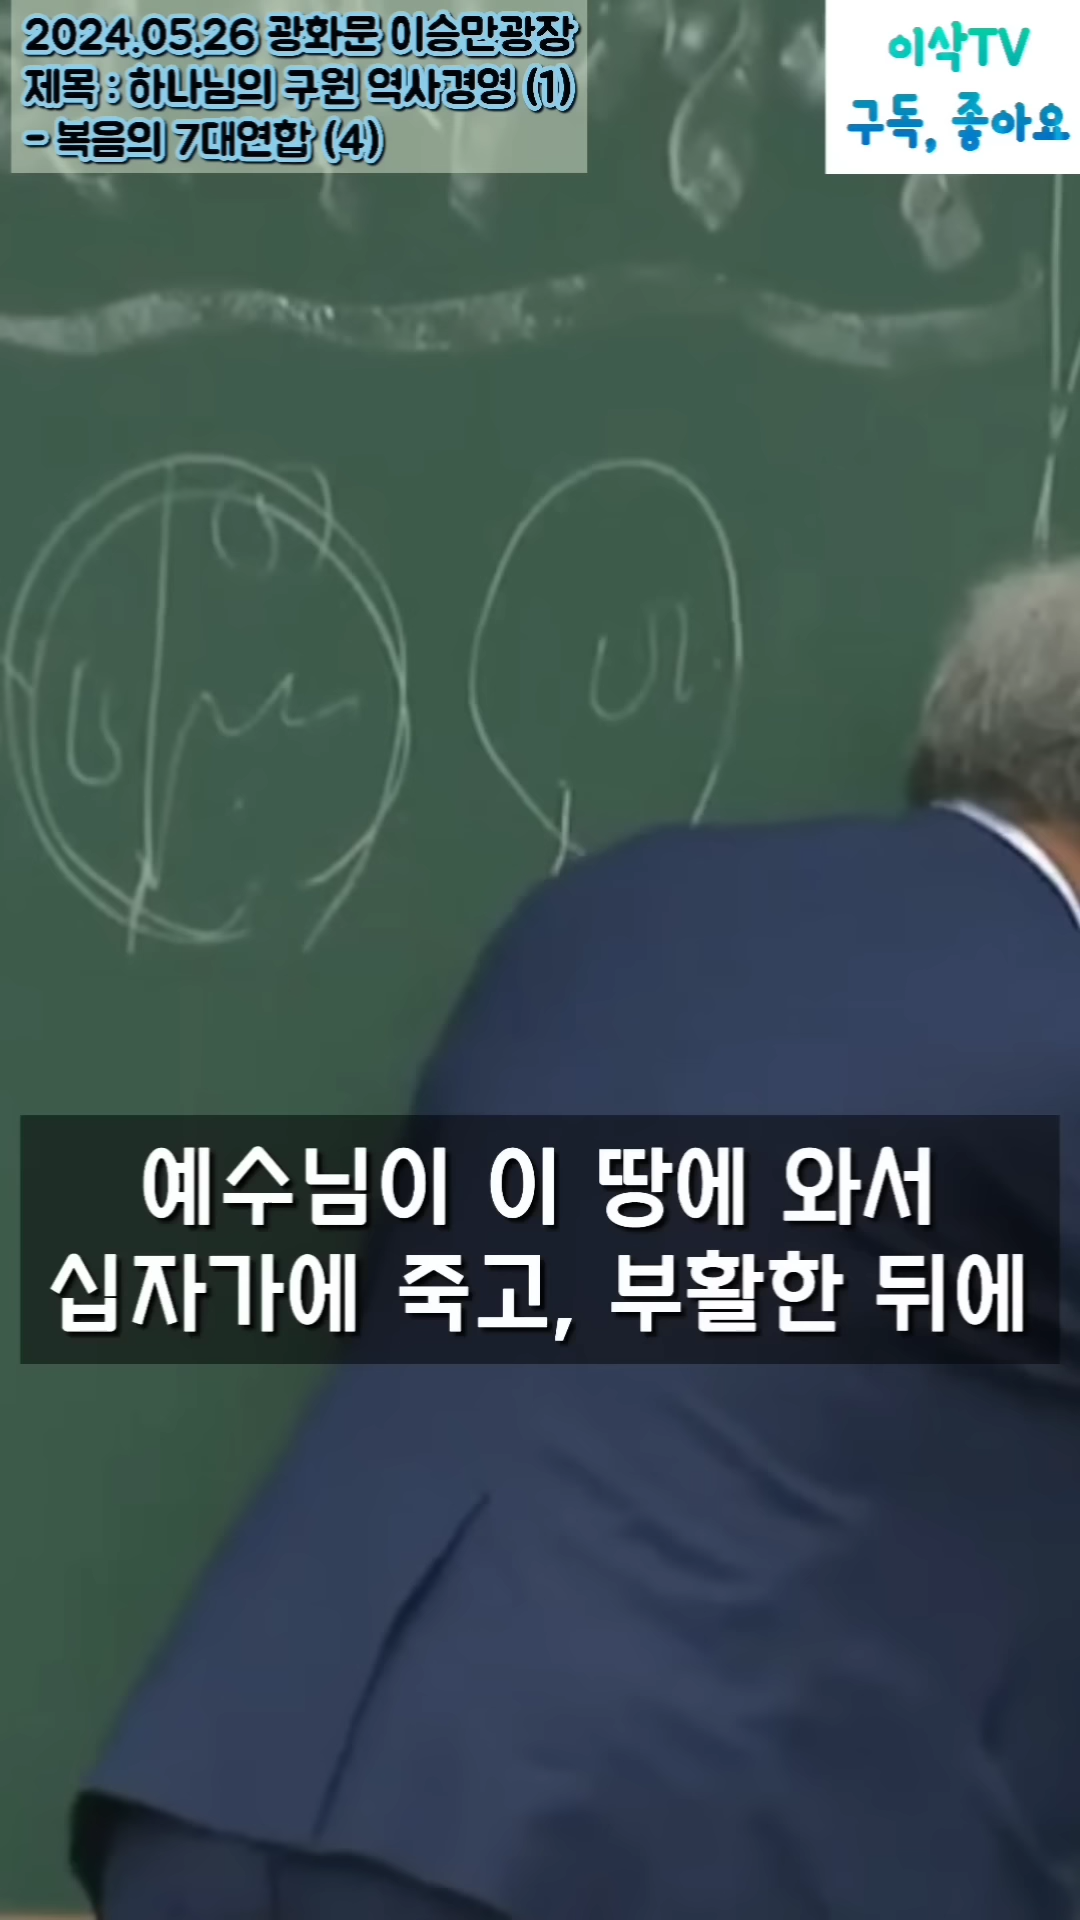 2024.05.26 광화문 이승만광장
제목 : 하나님의 구원 역사경영 (1)
- 복음의 7대연합 (4)
이삭TV
구독, 좋아요
예수님이 이 땅에 와서
십자가에 죽고, 부활한 뒤에